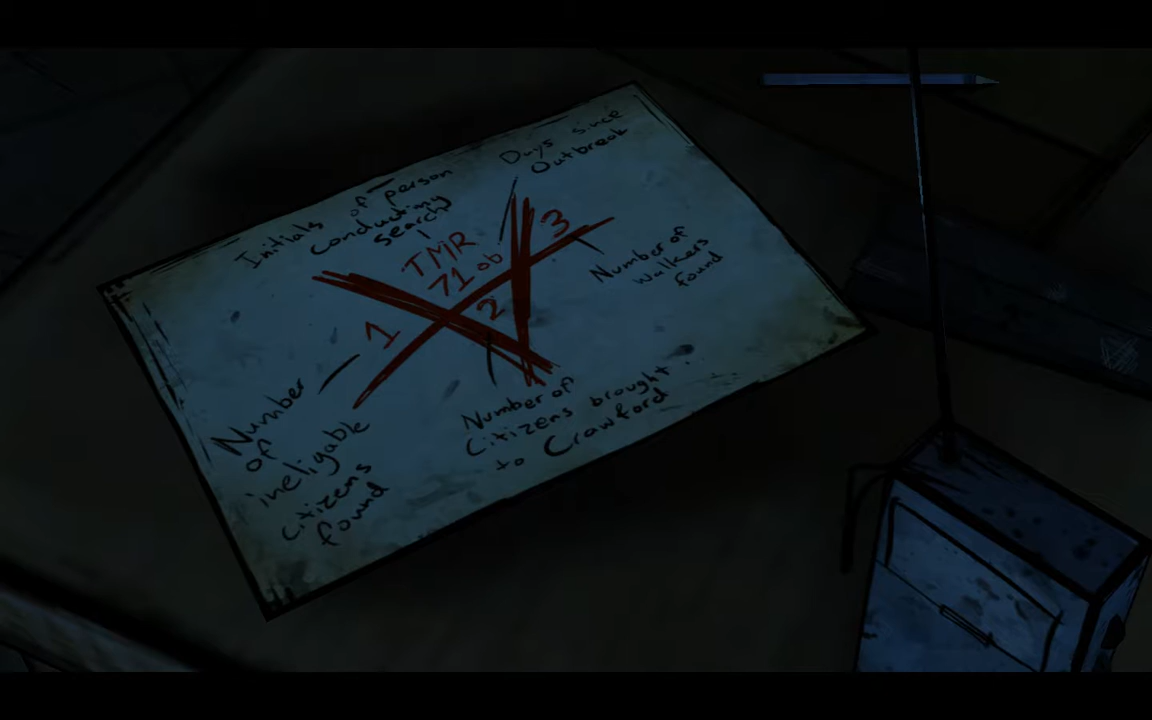 Initials of person
conducting
search
Days since
Outbreak
TMR
71 ob
3
1
2
Number of
walkers
found
Number
of
ineligable
citizens
found
Number of
Citizens brought
to Crawford